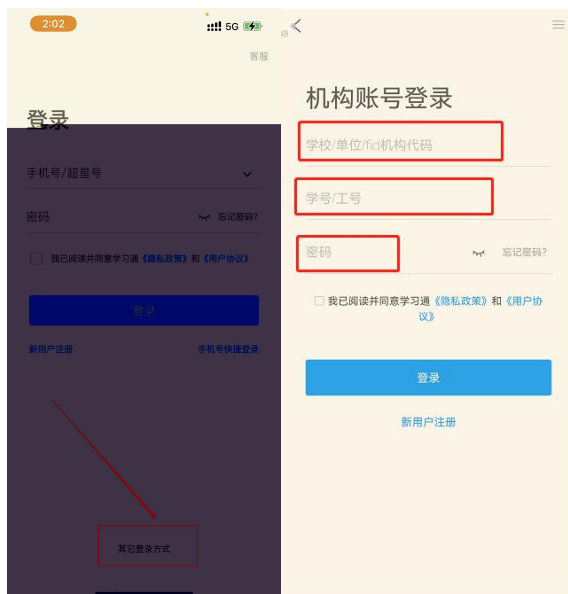 2:02
5G
客服
登录
手机号/超星号
密码
忘记密码?
我已阅读并同意学习通《隐私政策》和《用户协议》
登录
新用户注册
手机号快捷登录
其它登录方式
机构账号登录
学校/单位/fid机构代码
学号/工号
密码
忘记密码?
我已阅读并同意学习通《隐私政策》和《用户协
议》
登录
新用户注册